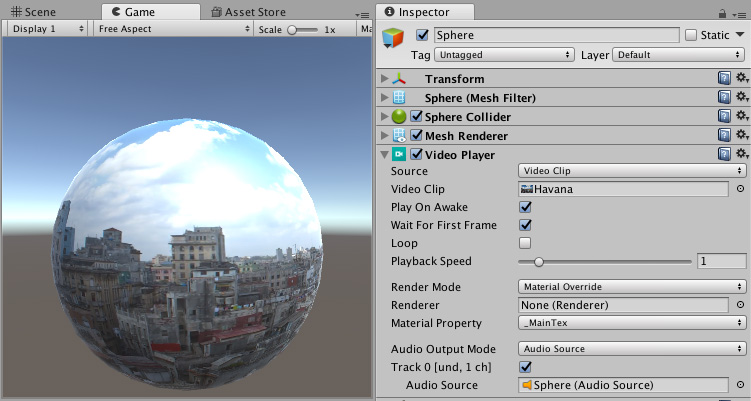 Scene Game Asset Store
Display 1 Free Aspect Scale 1x Ma
Inspector
Sphere Static
Tag Untagged Layer Default
Transform
Sphere (Mesh Filter)
Sphere Collider
Mesh Renderer
Video Player
Source Video Clip
Video Clip Havana
Play On Awake
Wait For First Frame
Loop
Playback Speed 1
Render Mode Material Override
Renderer None (Renderer)
Material Property _MainTex
Audio Output Mode Audio Source
Track 0 [und, 1 ch]
Audio Source Sphere (Audio Source)